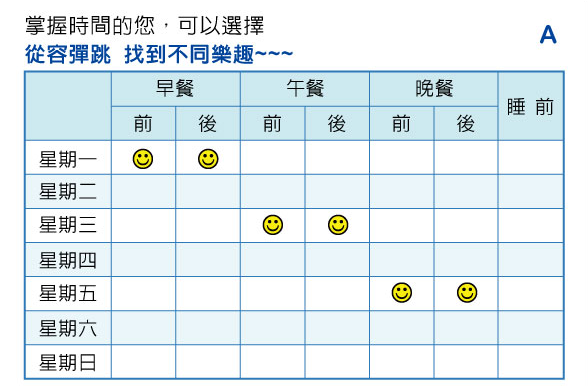 掌握時間的您，可以選擇
A
從容彈跳 找到不同樂趣~~~
早餐 午餐 晚餐 睡 前
前 後 前 後 前 後
星期一
星期二
星期三
星期四
星期五
星期六
星期日